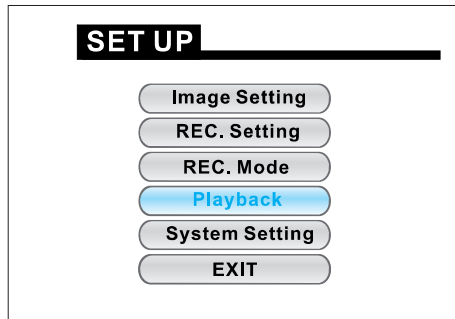 SET UP
Image Setting
REC. Setting
REC. Mode
Playback
System Setting
EXIT